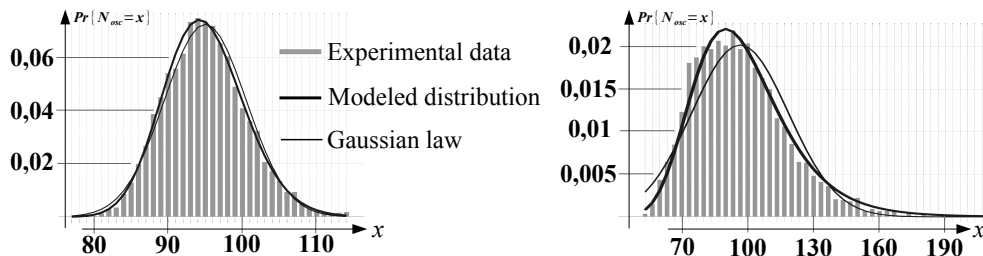 Pr{N_osc=x}
0,06
0,04
0,02
80 90 100 110 x
Experimental data
Modeled distribution
Gaussian law
Pr{N_osc=x}
0,02
0,015
0,01
0,005
70 100 130 160 190 x